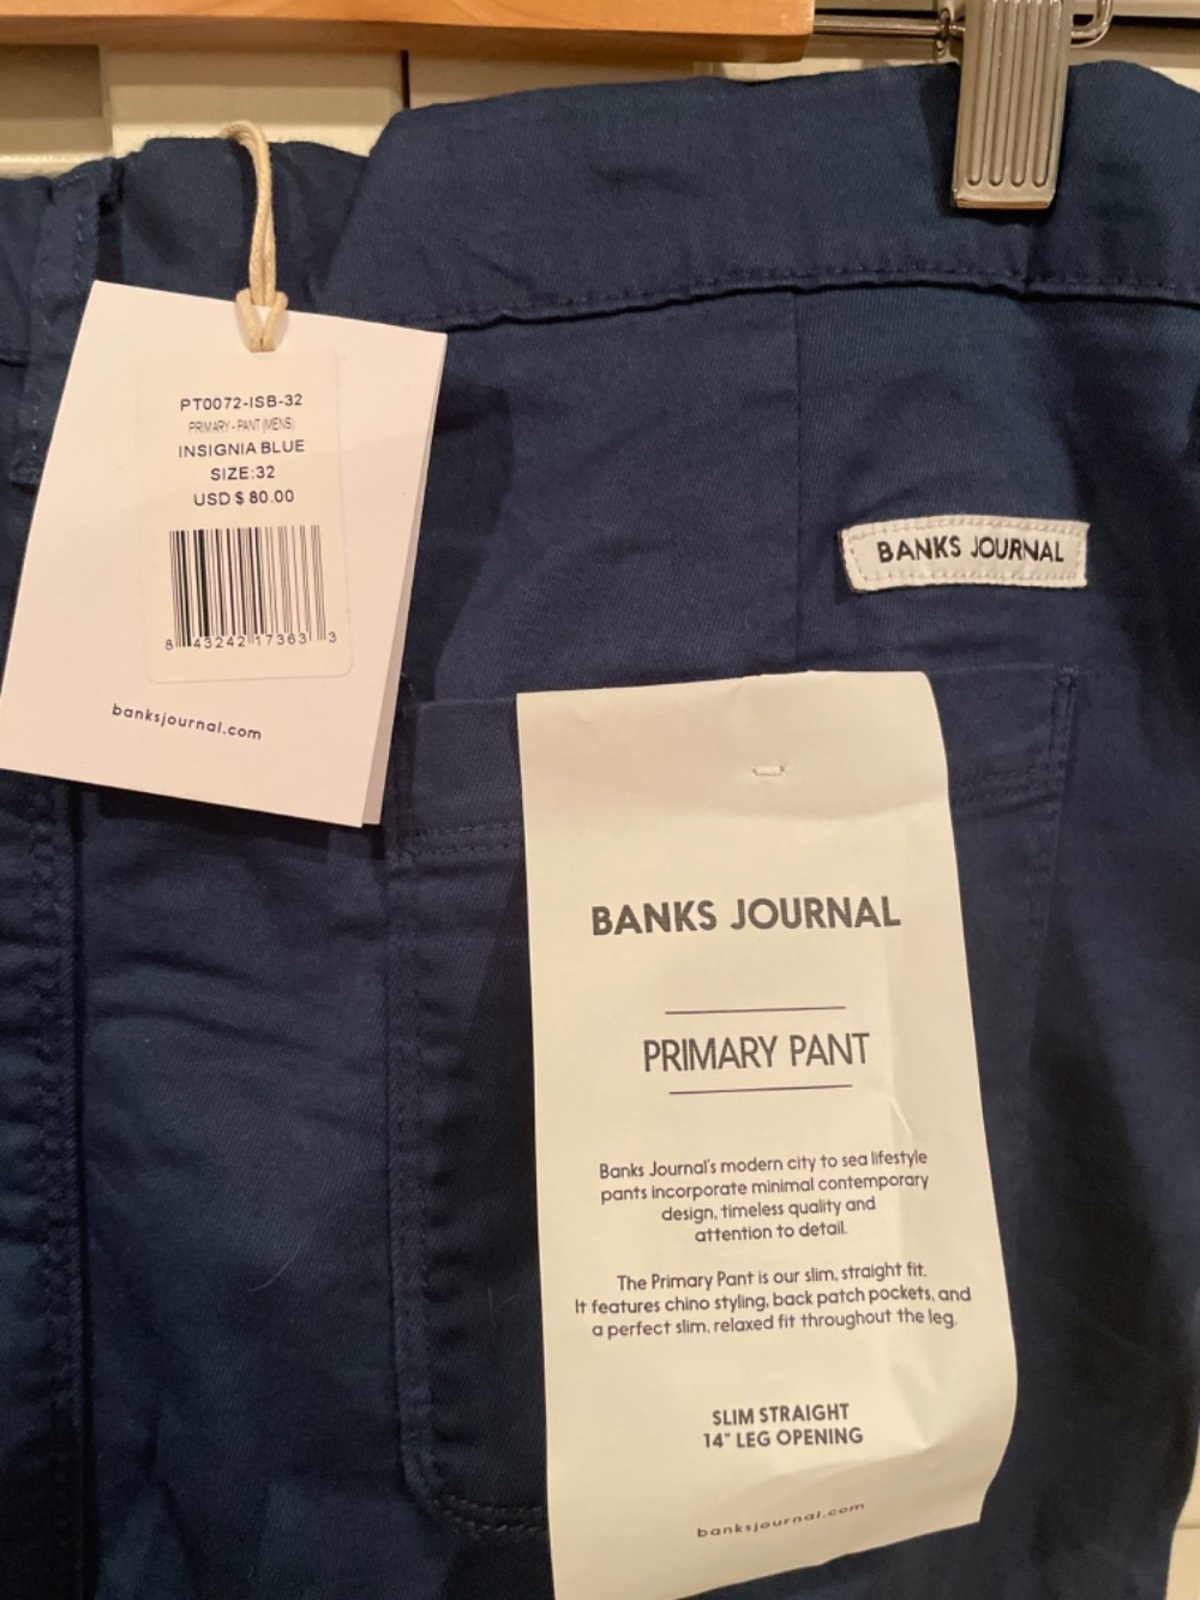 PT0072-ISB-32
PRIMARY - PANT (MENS)
INSIGNIA BLUE
SIZE:32
USD $ 80.00
8 43242 17363 3
banksjournal.com
BANKS JOURNAL
BANKS JOURNAL
PRIMARY PANT
Banks Journal's modern city to sea lifestyle
pants incorporate minimal contemporary
design, timeless quality and
attention to detail.
The Primary Pant is our slim, straight fit.
It features chino styling, back patch pockets, and
a perfect slim, relaxed fit throughout the leg.
SLIM STRAIGHT
14" LEG OPENING
banksjournal.com